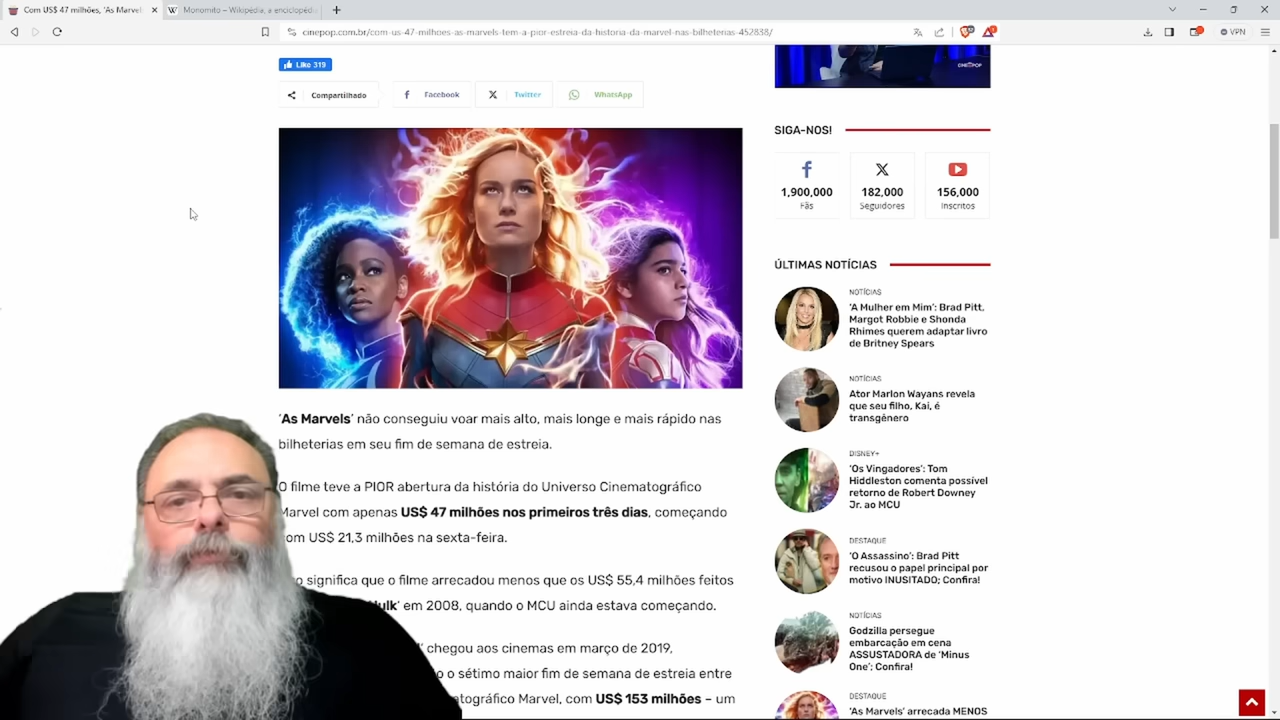 Com US$ 47 milhões, 'As Marvel
Monomito – Wikipédia, a enciclopéd
cinepop.com.br/com-us-47-milhoes-as-marvels-tem-a-pior-estreia-da-historia-da-marvel-nas-bilheterias-452838/
VPN
Like 319
Compartilhado
Facebook
Twitter
WhatsApp
'As Marvels' não conseguiu voar mais alto, mais longe e mais rápido nas
bilheterias em seu fim de semana de estreia.
O filme teve a PIOR abertura da história do Universo Cinematográfico
Marvel com apenas US$ 47 milhões nos primeiros três dias, começando
om US$ 21,3 milhões na sexta-feira.
o significa que o filme arrecadou menos que os US$ 55,4 milhões feitos
ulk' em 2008, quando o MCU ainda estava começando.
' chegou aos cinemas em março de 2019,
o o sétimo maior fim de semana de estreia entre
atográfico Marvel, com US$ 153 milhões – um
CINEPOP
SIGA-NOS!
1,900,000
Fãs
182,000
Seguidores
156,000
Inscritos
ÚLTIMAS NOTÍCIAS
NOTÍCIAS
'A Mulher em Mim': Brad Pitt,
Margot Robbie e Shonda
Rhimes querem adaptar livro
de Britney Spears
NOTÍCIAS
Ator Marlon Wayans revela
que seu filho, Kai, é
transgênero
DISNEY+
'Os Vingadores': Tom
Hiddleston comenta possível
retorno de Robert Downey
Jr. ao MCU
DESTAQUE
'O Assassino': Brad Pitt
recusou o papel principal por
motivo INUSITADO; Confira!
NOTÍCIAS
Godzilla persegue
embarcação em cena
ASSUSTADORA de 'Minus
One'; Confira!
DESTAQUE
'As Marvels' arrecada MENOS